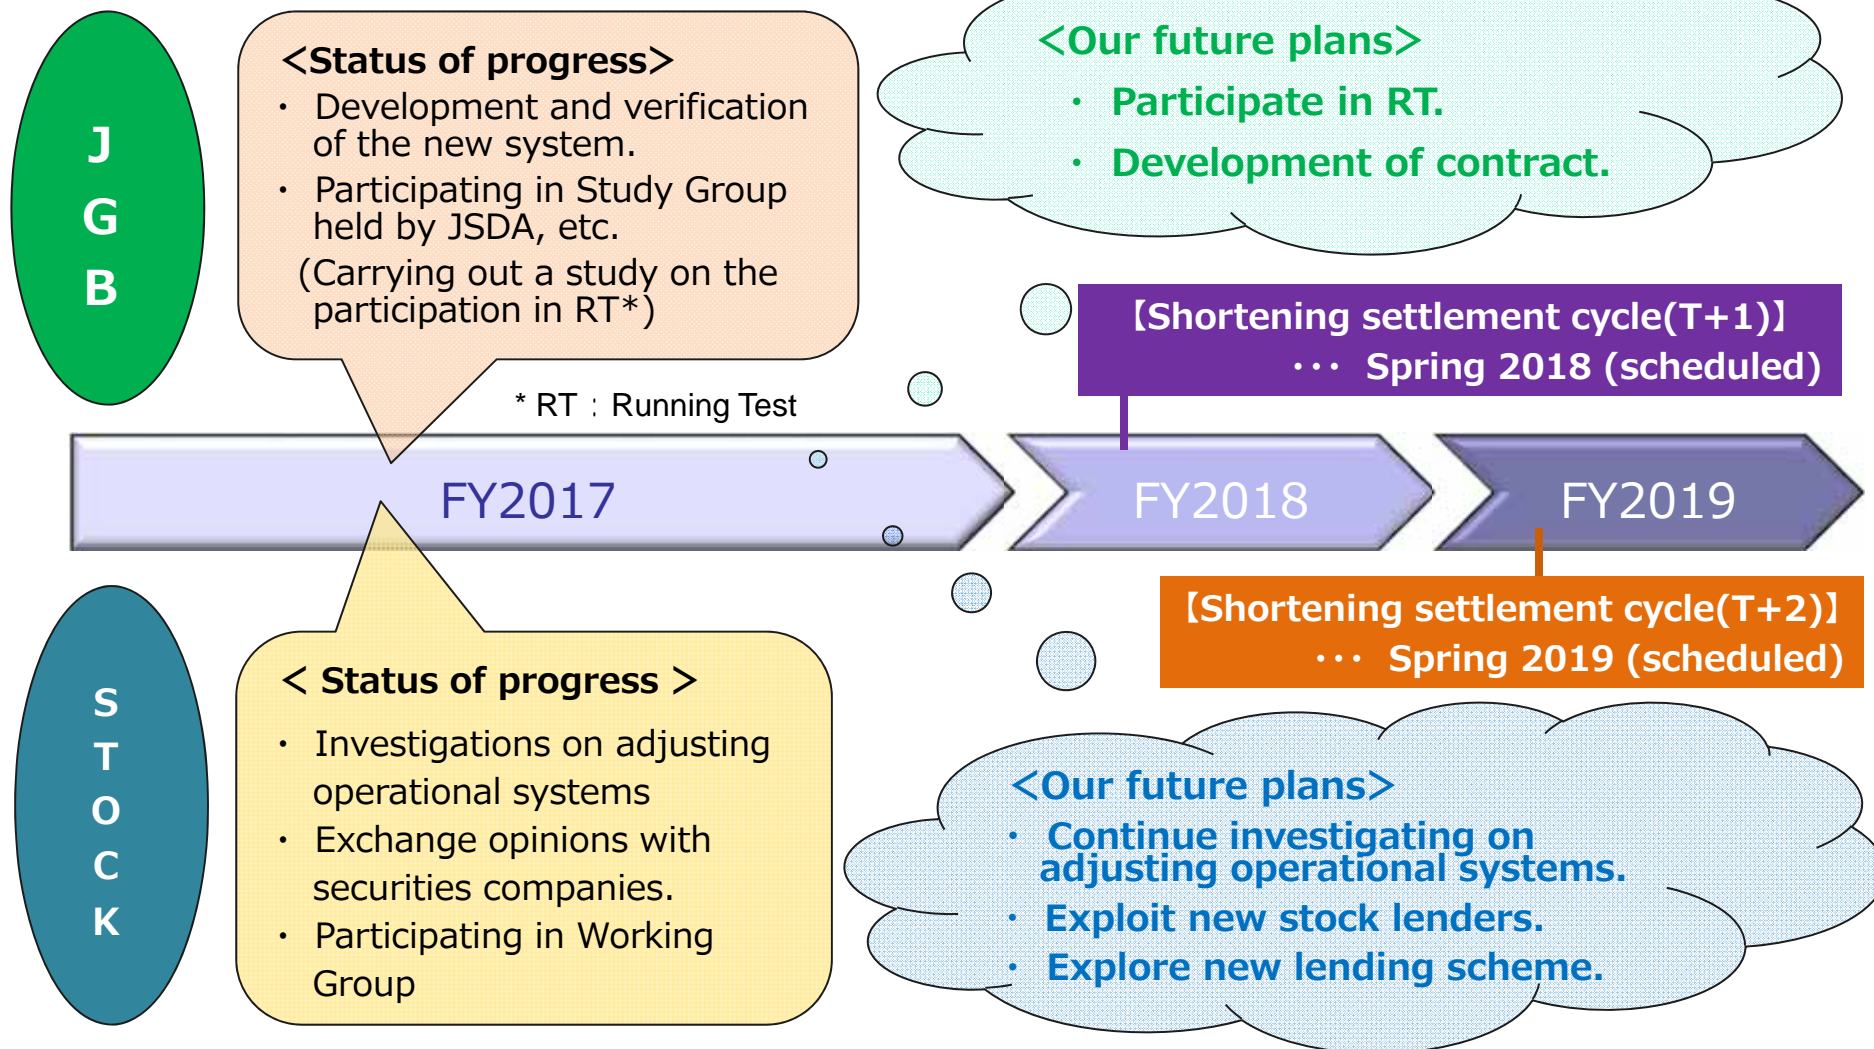 J
G
B
<Status of progress>
・ Development and verification
of the new system.
・ Participating in Study Group
held by JSDA, etc.
(Carrying out a study on the
participation in RT*)
* RT : Running Test
<Our future plans>
・ Participate in RT.
・ Development of contract.
【Shortening settlement cycle(T+1)】
・・・ Spring 2018 (scheduled)
FY2017
FY2018
FY2019
【Shortening settlement cycle(T+2)】
・・・ Spring 2019 (scheduled)
S
T
O
C
K
< Status of progress >
・ Investigations on adjusting
operational systems
・ Exchange opinions with
securities companies.
・ Participating in Working
Group
<Our future plans>
・ Continue investigating on
adjusting operational systems.
・ Exploit new stock lenders.
・ Explore new lending scheme.